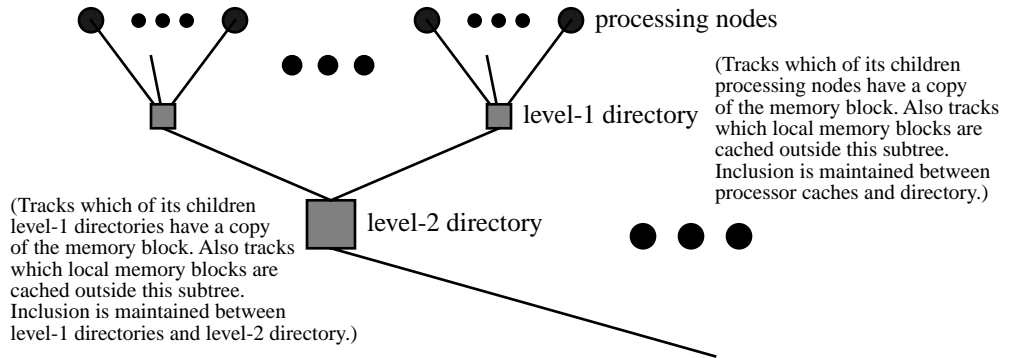 processing nodes
(Tracks which of its children
processing nodes have a copy
of the memory block. Also tracks
which local memory blocks are
cached outside this subtree.
Inclusion is maintained between
processor caches and directory.)
level-1 directory
(Tracks which of its children
level-1 directories have a copy
of the memory block. Also tracks
which local memory blocks are
cached outside this subtree.
Inclusion is maintained between
level-1 directories and level-2 directory.)
level-2 directory